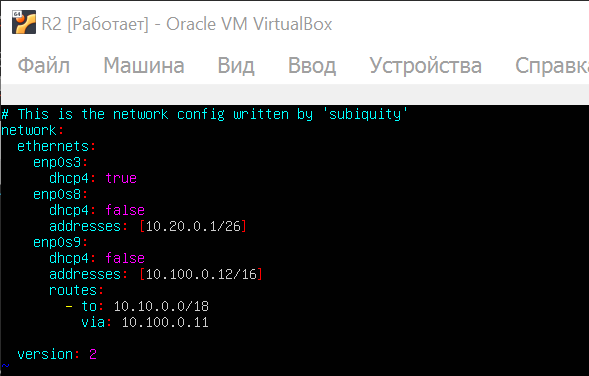 R2 [Работает] - Oracle VM VirtualBox
Файл Машина Вид Ввод Устройства Справка
# This is the network config written by 'subiquity'
network:
  ethernets:
    enp0s3:
      dhcp4: true
    enp0s8:
      dhcp4: false
      addresses: [10.20.0.1/26]
    enp0s9:
      dhcp4: false
      addresses: [10.100.0.12/16]
      routes:
        - to: 10.10.0.0/18
          via: 10.100.0.11
  version: 2
~